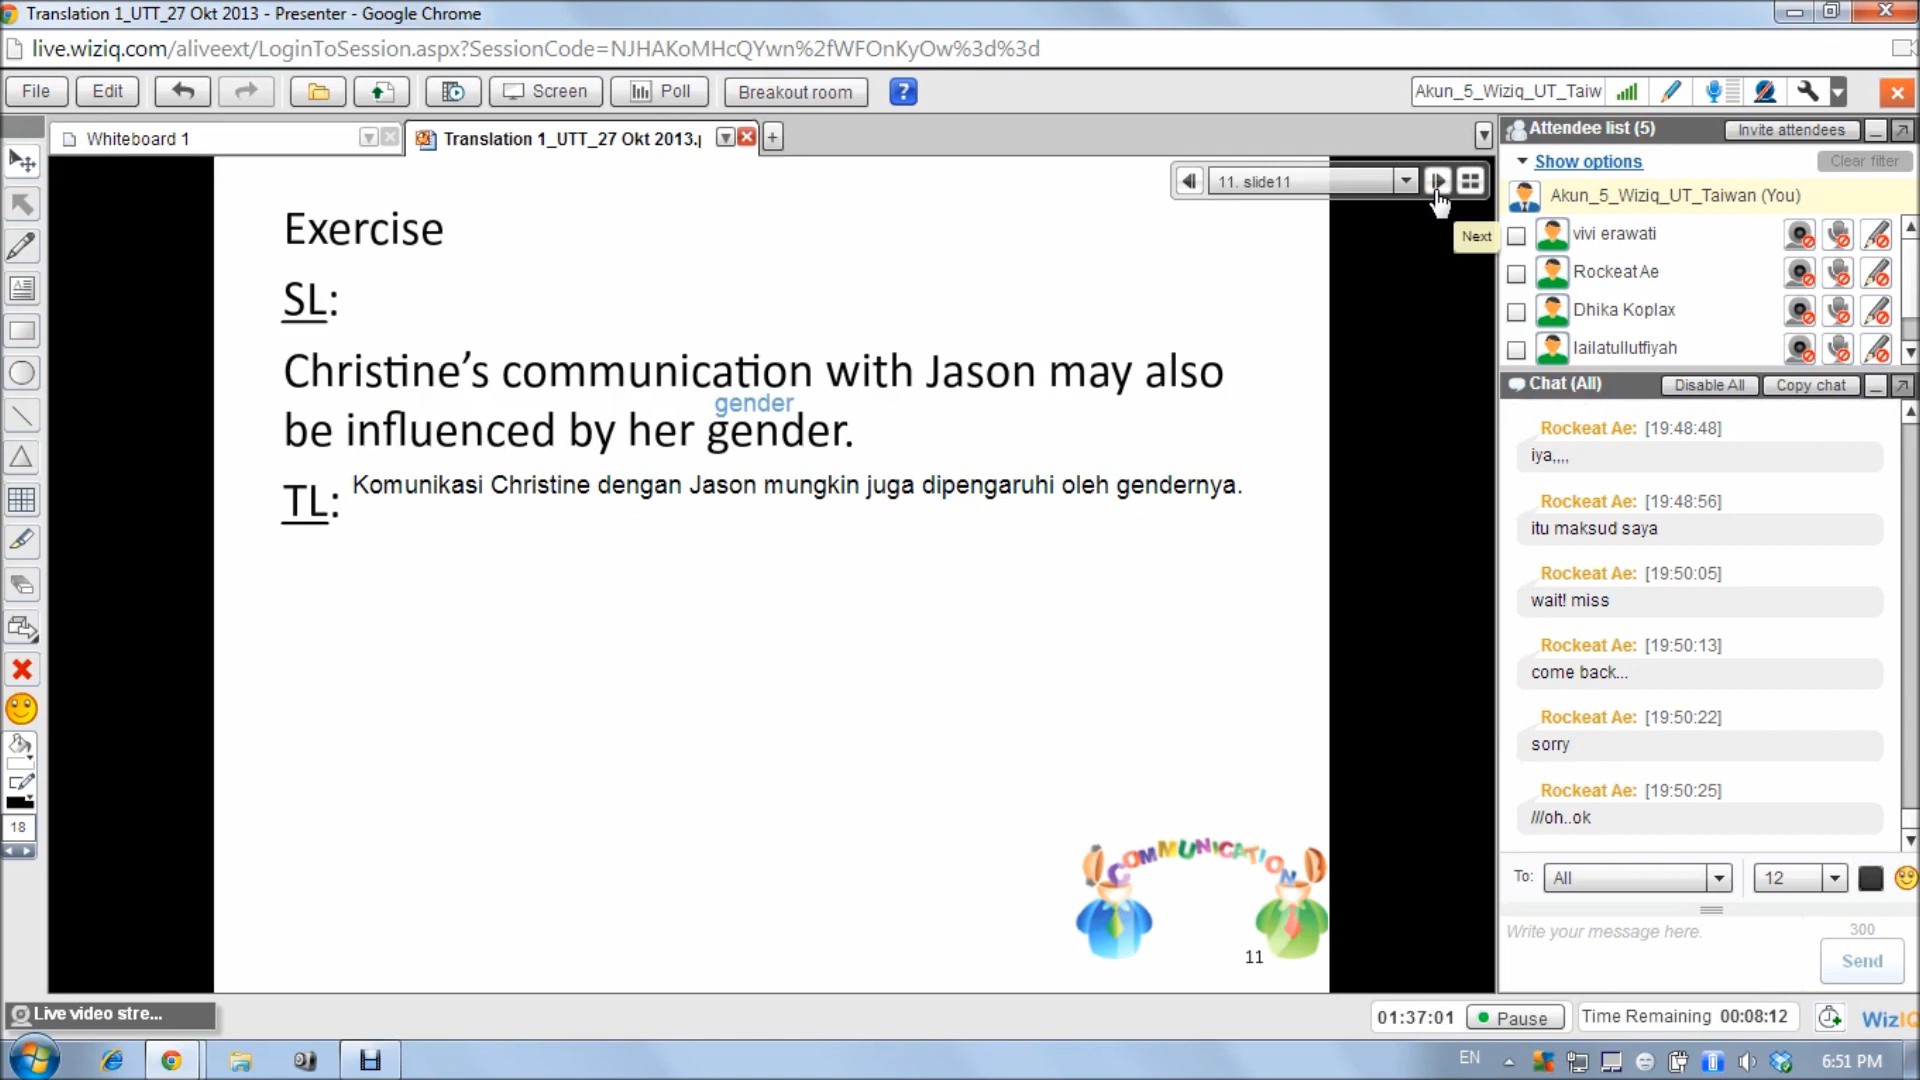 Translation 1_UTT_27 Okt 2013 - Presenter - Google Chrome
live.wiziq.com/aliveext/LoginToSession.aspx?SessionCode=NJHAKoMHcQYwn%2fWFOnKyOw%3d%3d
File Edit Screen Poll Breakout room ? Akun_5_Wiziq_UT_Taiw
Whiteboard 1
Translation 1_UTT_27 Okt 2013.p
11. slide11
Next
Exercise
SL:
Christine's communication with Jason may also
gender
be influenced by her gender.
TL: Komunikasi Christine dengan Jason mungkin juga dipengaruhi oleh gendernya.
COMMUNICATION
11
18
Attendee list (5) Invite attendees
Show options Clear filter
Akun_5_Wiziq_UT_Taiwan (You)
vivi erawati
Rockeat Ae
Dhika Koplax
lailatullutfiyah
Chat (All) Disable All Copy chat
Rockeat Ae: [19:48:48]
iya,,,,
Rockeat Ae: [19:48:56]
itu maksud saya
Rockeat Ae: [19:50:05]
wait! miss
Rockeat Ae: [19:50:13]
come back...
Rockeat Ae: [19:50:22]
sorry
Rockeat Ae: [19:50:25]
///oh..ok
To: All 12
Write your message here. 300
Send
Live video stre...
01:37:01 Pause Time Remaining 00:08:12 WizIQ
EN 6:51 PM